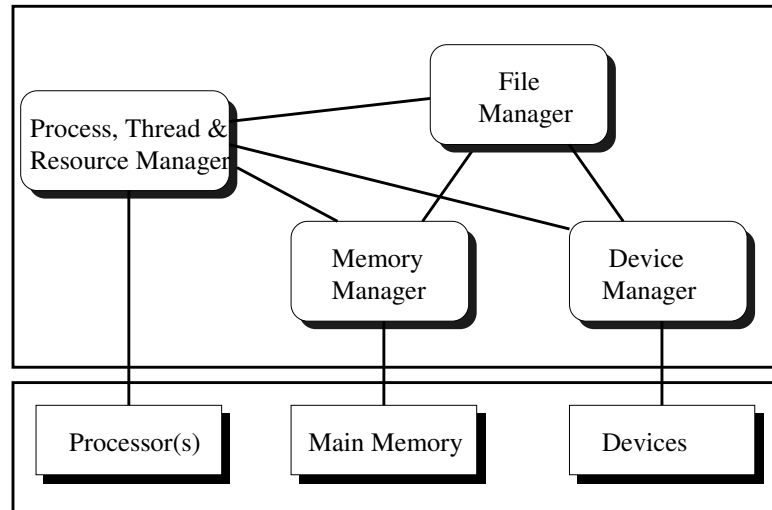 File
Manager
Process, Thread &
Resource Manager
Memory
Manager
Device
Manager
Processor(s)
Main Memory
Devices